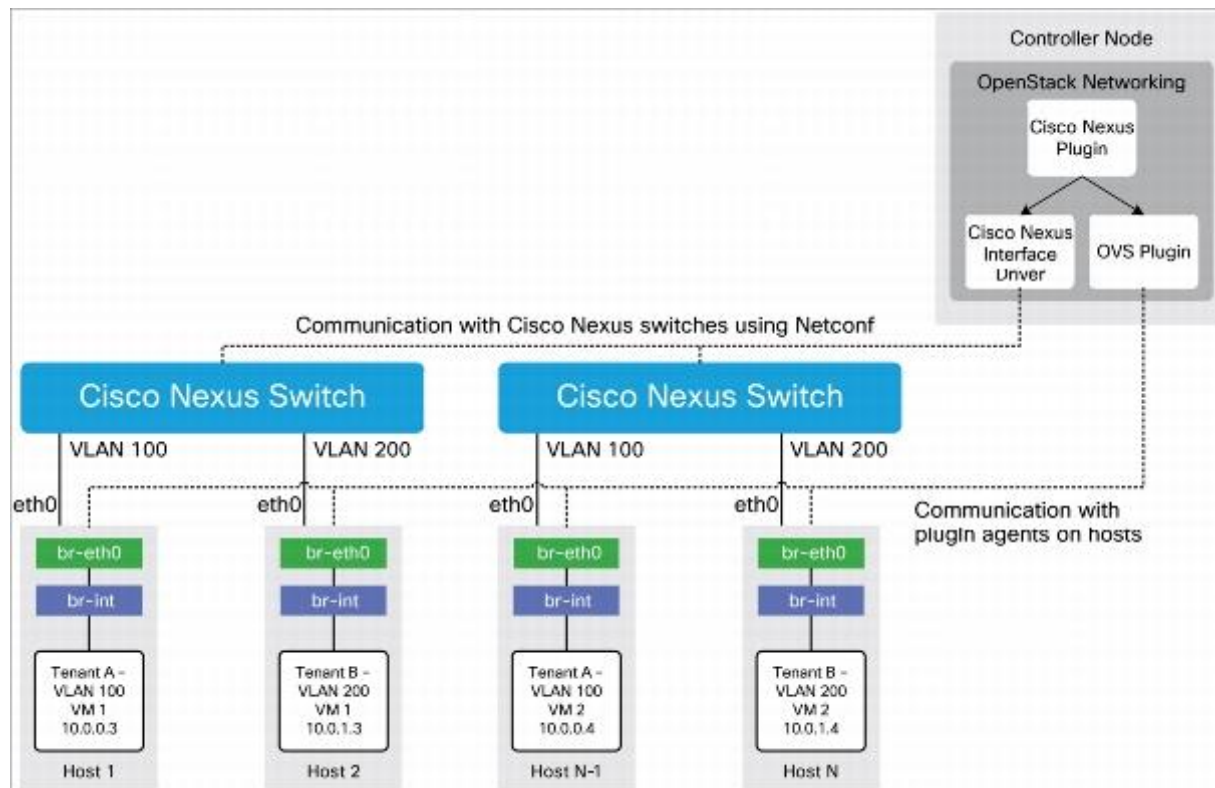 Controller Node
OpenStack Networking
Cisco Nexus
Plugin
Cisco Nexus
Interface
Driver
OVS Plugin
Communication with Cisco Nexus switches using Netconf
Cisco Nexus Switch
Cisco Nexus Switch
VLAN 100
VLAN 200
VLAN 100
VLAN 200
eth0
eth0
eth0
eth0
Communication with
plugin agents on hosts
br-eth0
br-eth0
br-eth0
br-eth0
br-int
br-int
br-int
br-int
Tenant A -
VLAN 100
VM 1
10.0.0.3
Tenant B -
VLAN 200
VM 1
10.0.1.3
Tenant A -
VLAN 100
VM 2
10.0.0.4
Tenant B -
VLAN 200
VM 2
10.0.1.4
Host 1
Host 2
Host N-1
Host N